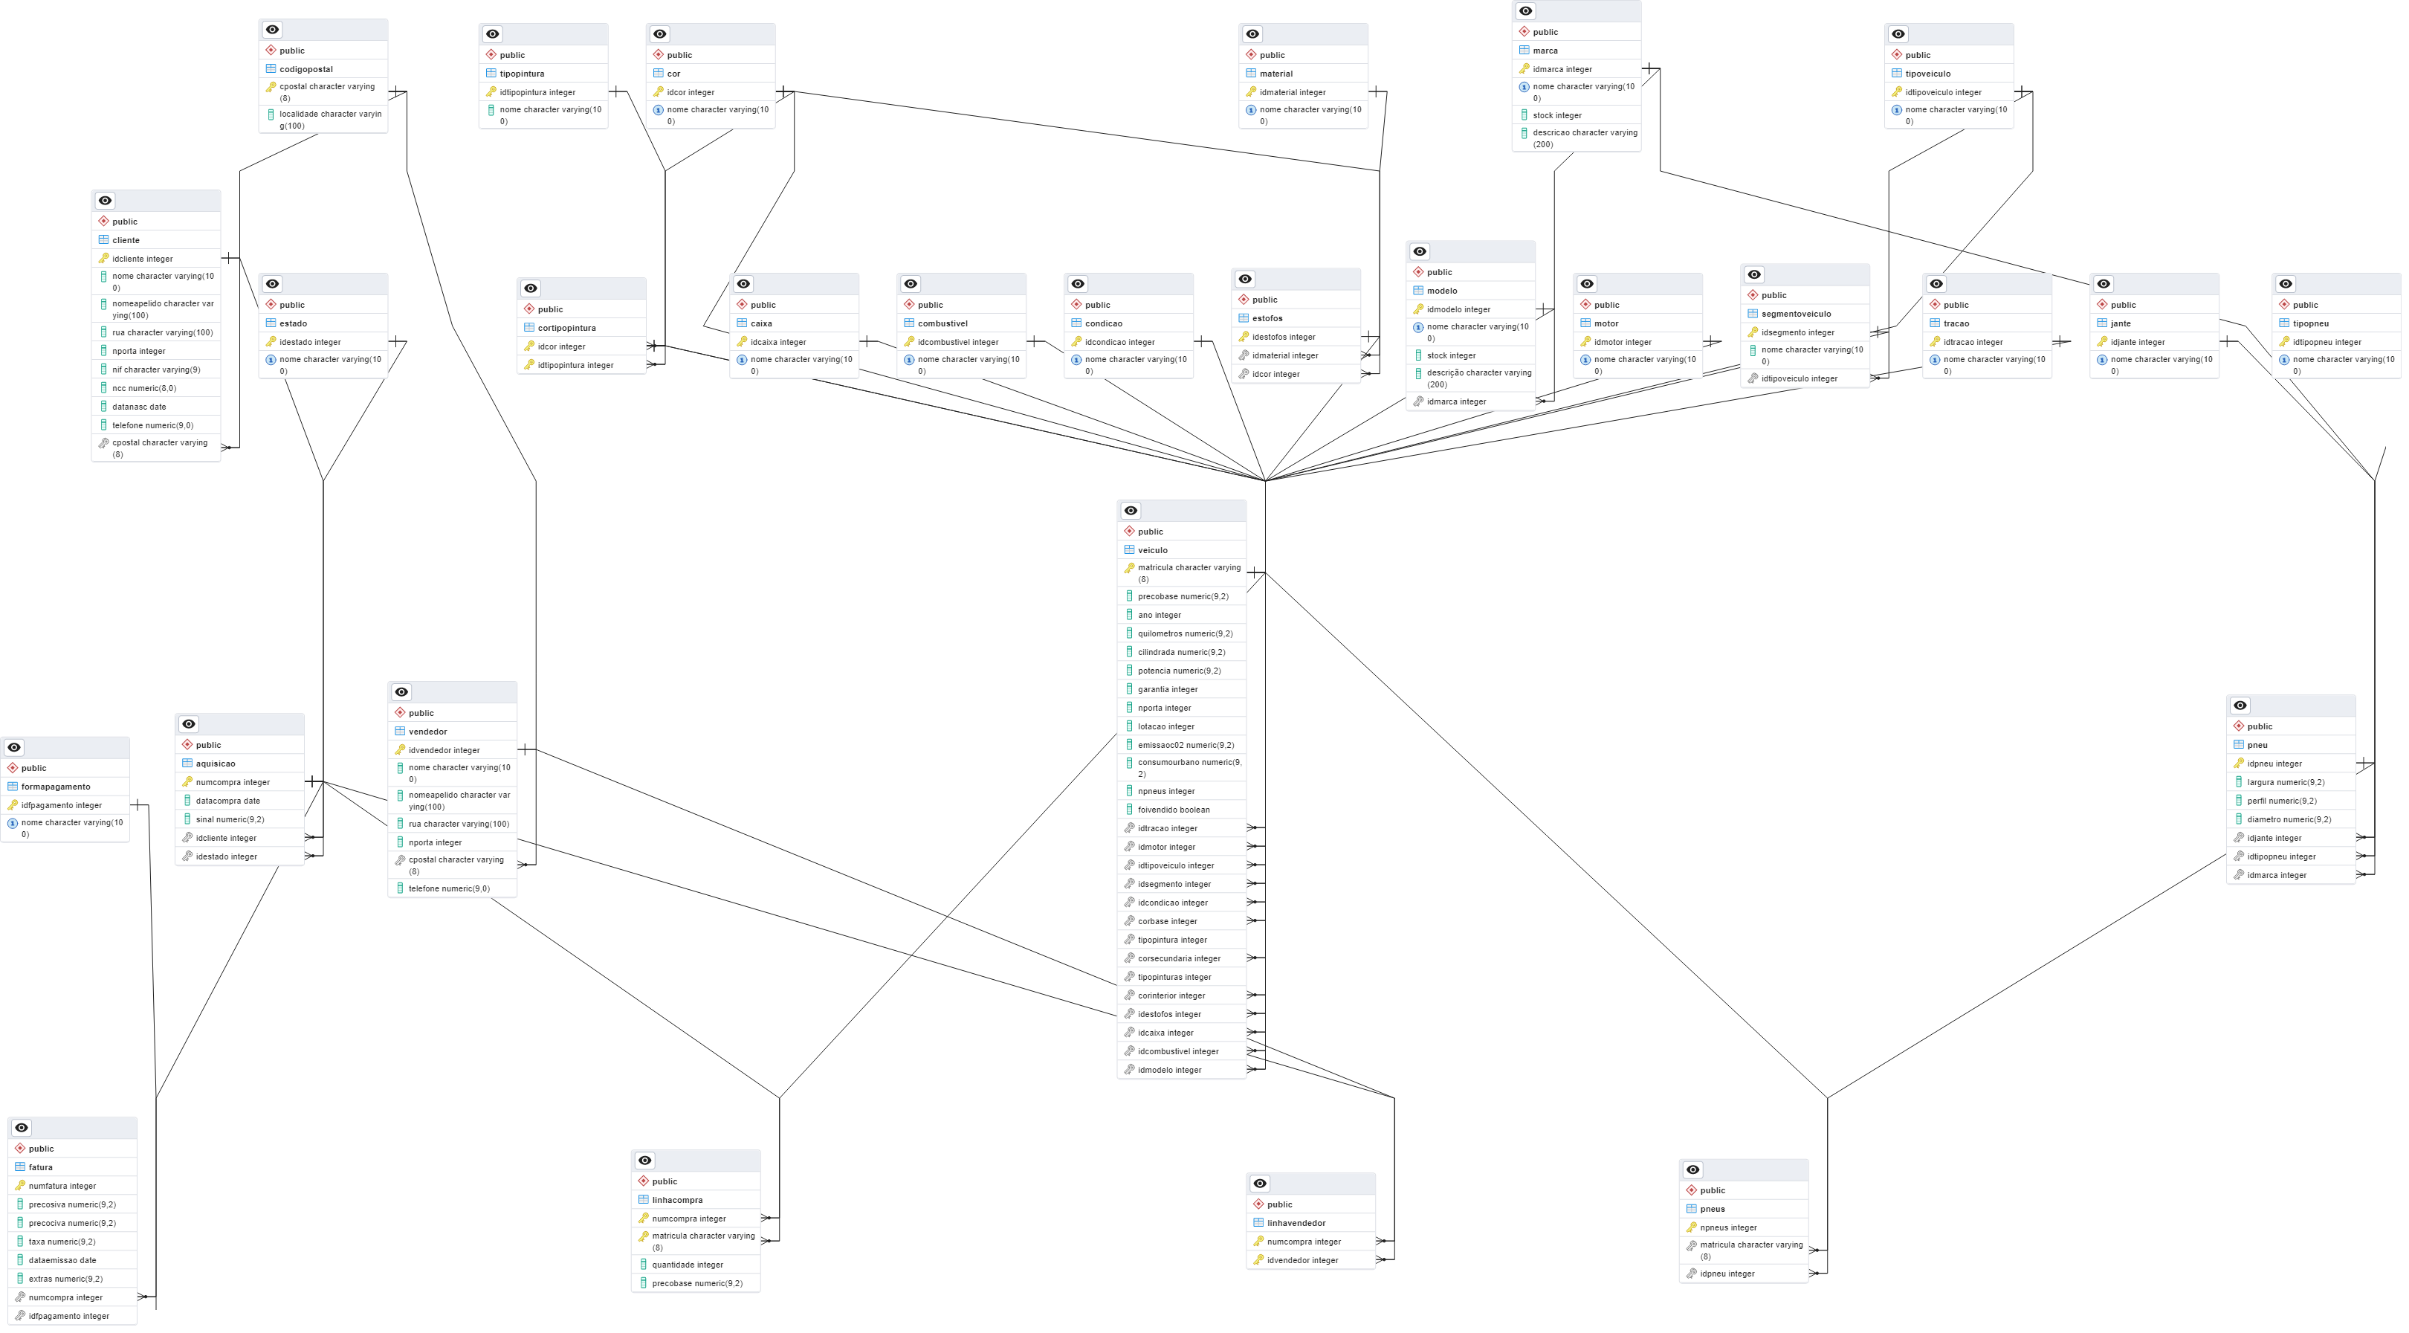 public
codigopostal
cpostal character varying
(8)
localidade character varyin
g(100)
public
tipopintura
idtipopintura integer
nome character varying(10
0)
public
cor
idcor integer
nome character varying(10
0)
public
material
idmaterial integer
nome character varying(10
0)
public
marca
idmarca integer
nome character varying(10
0)
stock integer
descricao character varying
(200)
public
tipoveiculo
idtipoveiculo integer
nome character varying(10
0)
public
cliente
idcliente integer
nome character varying(10
0)
nomeapelido character var
ying(100)
rua character varying(100)
nporta integer
nif character varying(9)
ncc numeric(8,0)
datanasc date
telefone numeric(9,0)
cpostal character varying
(8)
public
estado
idestado integer
nome character varying(10
0)
public
cortipopintura
idcor integer
idtipopintura integer
public
caixa
idcaixa integer
nome character varying(10
0)
public
combustivel
idcombustivel integer
nome character varying(10
0)
public
condicao
idcondicao integer
nome character varying(10
0)
public
estofos
idestofos integer
idmaterial integer
idcor integer
public
modelo
idmodelo integer
nome character varying(10
0)
stock integer
descrição character varying
(200)
idmarca integer
public
motor
idmotor integer
nome character varying(10
0)
public
segmentoveiculo
idsegmento integer
nome character varying(10
0)
idtipoveiculo integer
public
tracao
idtracao integer
nome character varying(10
0)
public
jante
idjante integer
nome character varying(10
0)
public
tipopneu
idtipopneu integer
nome character varying(10
0)
public
veiculo
matricula character varying
(8)
precobase numeric(9,2)
ano integer
quilometros numeric(9,2)
cilindrada numeric(9,2)
potencia numeric(9,2)
garantia integer
nporta integer
lotacao integer
emissaoc02 numeric(9,2)
consumourbano numeric(9,
2)
npneus integer
foivendido boolean
idtracao integer
idmotor integer
idtipoveiculo integer
idsegmento integer
idcondicao integer
corbase integer
tipopintura integer
corsecundaria integer
tipopinturas integer
corinterior integer
idestofos integer
idcaixa integer
idcombustivel integer
idmodelo integer
public
formapagamento
idfpagamento integer
nome character varying(10
0)
public
aquisicao
numcompra integer
datacompra date
sinal numeric(9,2)
idcliente integer
idestado integer
public
vendedor
idvendedor integer
nome character varying(10
0)
nomeapelido character var
ying(100)
rua character varying(100)
nporta integer
cpostal character varying
(8)
telefone numeric(9,0)
public
pneu
idpneu integer
largura numeric(9,2)
perfil numeric(9,2)
diametro numeric(9,2)
idjante integer
idtipopneu integer
idmarca integer
public
fatura
numfatura integer
precosiva numeric(9,2)
precociva numeric(9,2)
taxa numeric(9,2)
dataemissao date
extras numeric(9,2)
numcompra integer
idfpagamento integer
public
linhacompra
numcompra integer
matricula character varying
(8)
quantidade integer
precobase numeric(9,2)
public
linhavendedor
numcompra integer
idvendedor integer
public
pneus
npneus integer
matricula character varying
(8)
idpneu integer